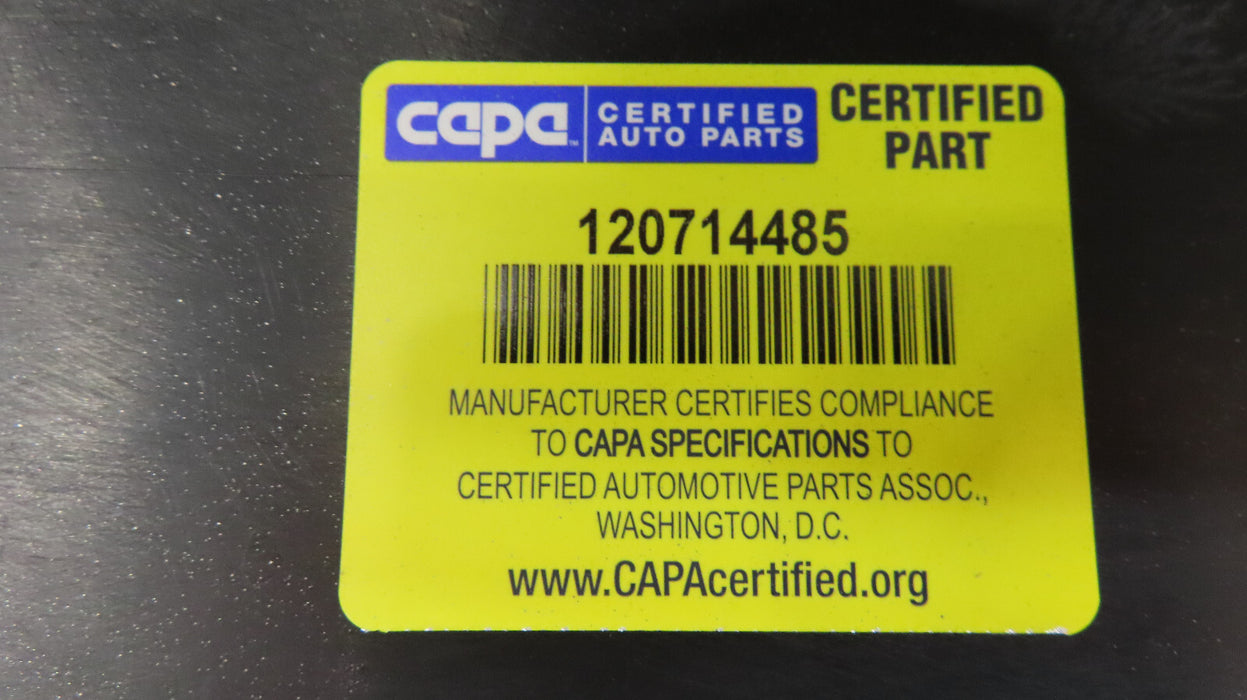 capa™ CERTIFIED AUTO PARTS
CERTIFIED PART
120714485
MANUFACTURER CERTIFIES COMPLIANCE
TO CAPA SPECIFICATIONS TO
CERTIFIED AUTOMOTIVE PARTS ASSOC.,
WASHINGTON, D.C.
www.CAPAcertified.org